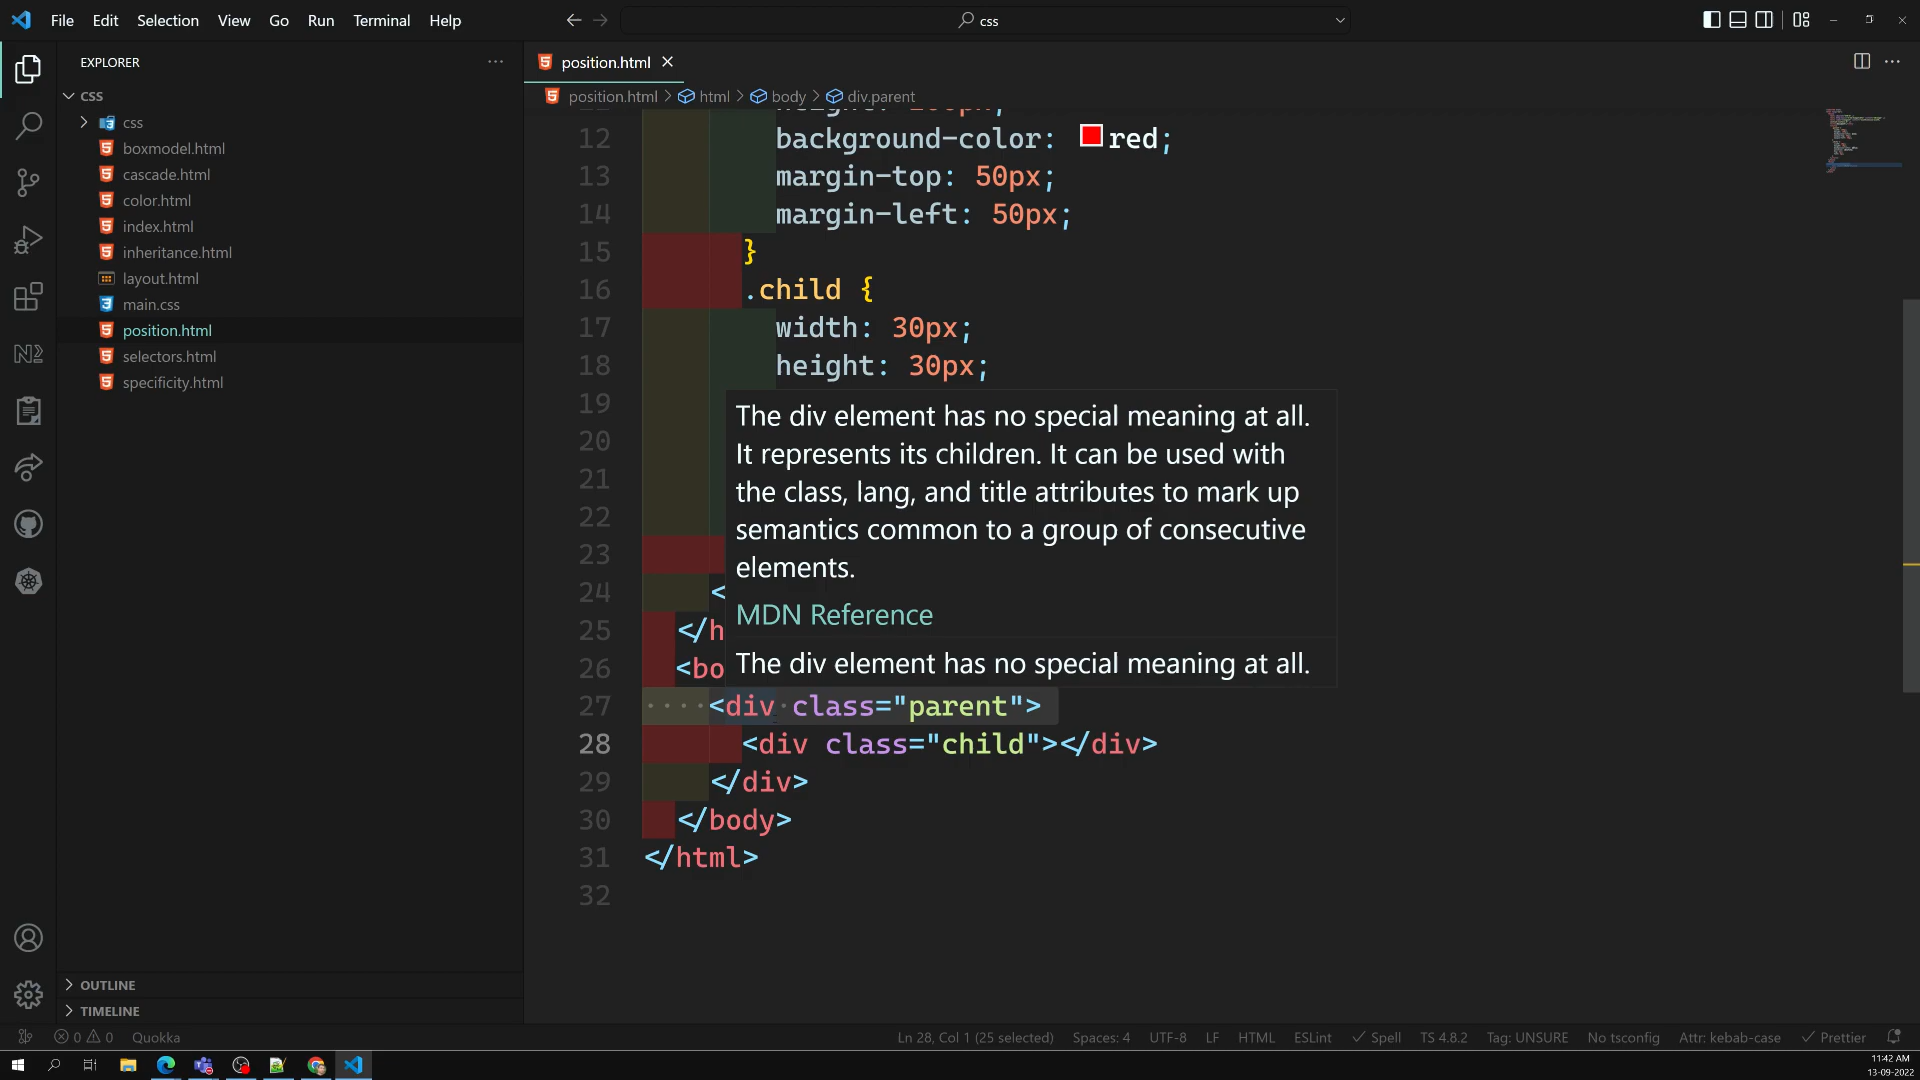 File Edit Selection View Go Run Terminal Help
css
EXPLORER
position.html
CSS
position.html > html > body > div.parent
css
boxmodel.html
cascade.html
color.html
index.html
inheritance.html
layout.html
main.css
position.html
selectors.html
specificity.html
12 background-color: red;
13 margin-top: 50px;
14 margin-left: 50px;
15 }
16 .child {
17 width: 30px;
18 height: 30px;
19
20
21
22
23
24 <
25 </h
26 <bo
The div element has no special meaning at all.
It represents its children. It can be used with
the class, lang, and title attributes to mark up
semantics common to a group of consecutive
elements.
MDN Reference
The div element has no special meaning at all.
27 <div class="parent">
28 <div class="child"></div>
29 </div>
30 </body>
31 </html>
32
OUTLINE
TIMELINE
0 0 Quokka Ln 28, Col 1 (25 selected) Spaces: 4 UTF-8 LF HTML ESLint Spell TS 4.8.2 Tag: UNSURE No tsconfig Attr: kebab-case Prettier
11:42 AM
13-09-2022